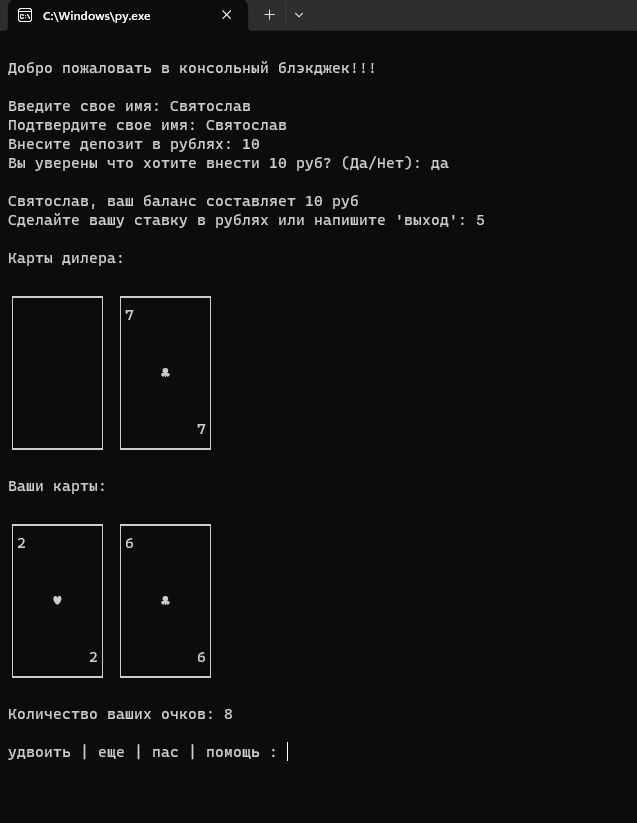 C:\Windows\py.exe
Добро пожаловать в консольный блэкджек!!!
Введите свое имя: Святослав
Подтвердите свое имя: Святослав
Внесите депозит в рублях: 10
Вы уверены что хотите внести 10 руб? (Да/Нет): да
Святослав, ваш баланс составляет 10 руб
Сделайте вашу ставку в рублях или напишите 'выход': 5
Карты дилера:
7
♣
7
Ваши карты:
2 6
♥ ♣
2 6
Количество ваших очков: 8
удвоить | еще | пас | помощь :